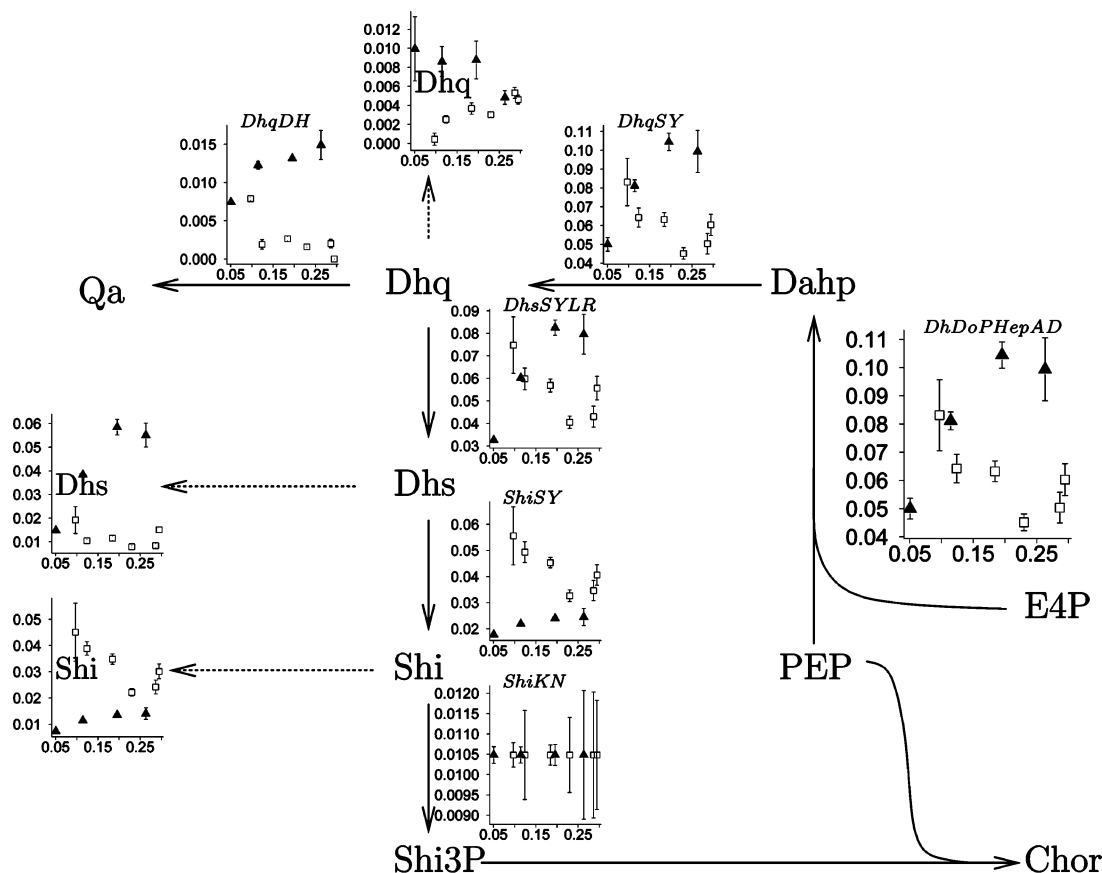 0.012
0.010
0.008
0.006
0.004
0.002
0.000
Dhq
0.05 0.15 0.25
DhqDH
0.015
0.010
0.005
0.000
0.05 0.15 0.25
DhqSY
0.11
0.10
0.09
0.08
0.07
0.06
0.05
0.04
0.05 0.15 0.25
Qa
Dhq
Dahp
DhsSYLR
0.09
0.08
0.07
0.06
0.05
0.04
0.03
0.05 0.15 0.25
DhDoPHepAD
0.11
0.10
0.09
0.08
0.07
0.06
0.05
0.04
0.05 0.15 0.25
0.06
0.05
0.04
0.03
0.02
0.01
Dhs
0.05 0.15 0.25
Dhs
ShiSY
0.06
0.05
0.04
0.03
0.02
0.05 0.15 0.25
E4P
0.05
0.04
0.03
0.02
0.01
Shi
0.05 0.15 0.25
Shi
PEP
ShiKN
0.0120
0.0115
0.0110
0.0105
0.0100
0.0095
0.0090
0.05 0.15 0.25
Shi3P
Chor